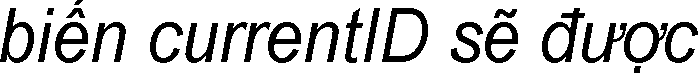 biến currentID sẽ được